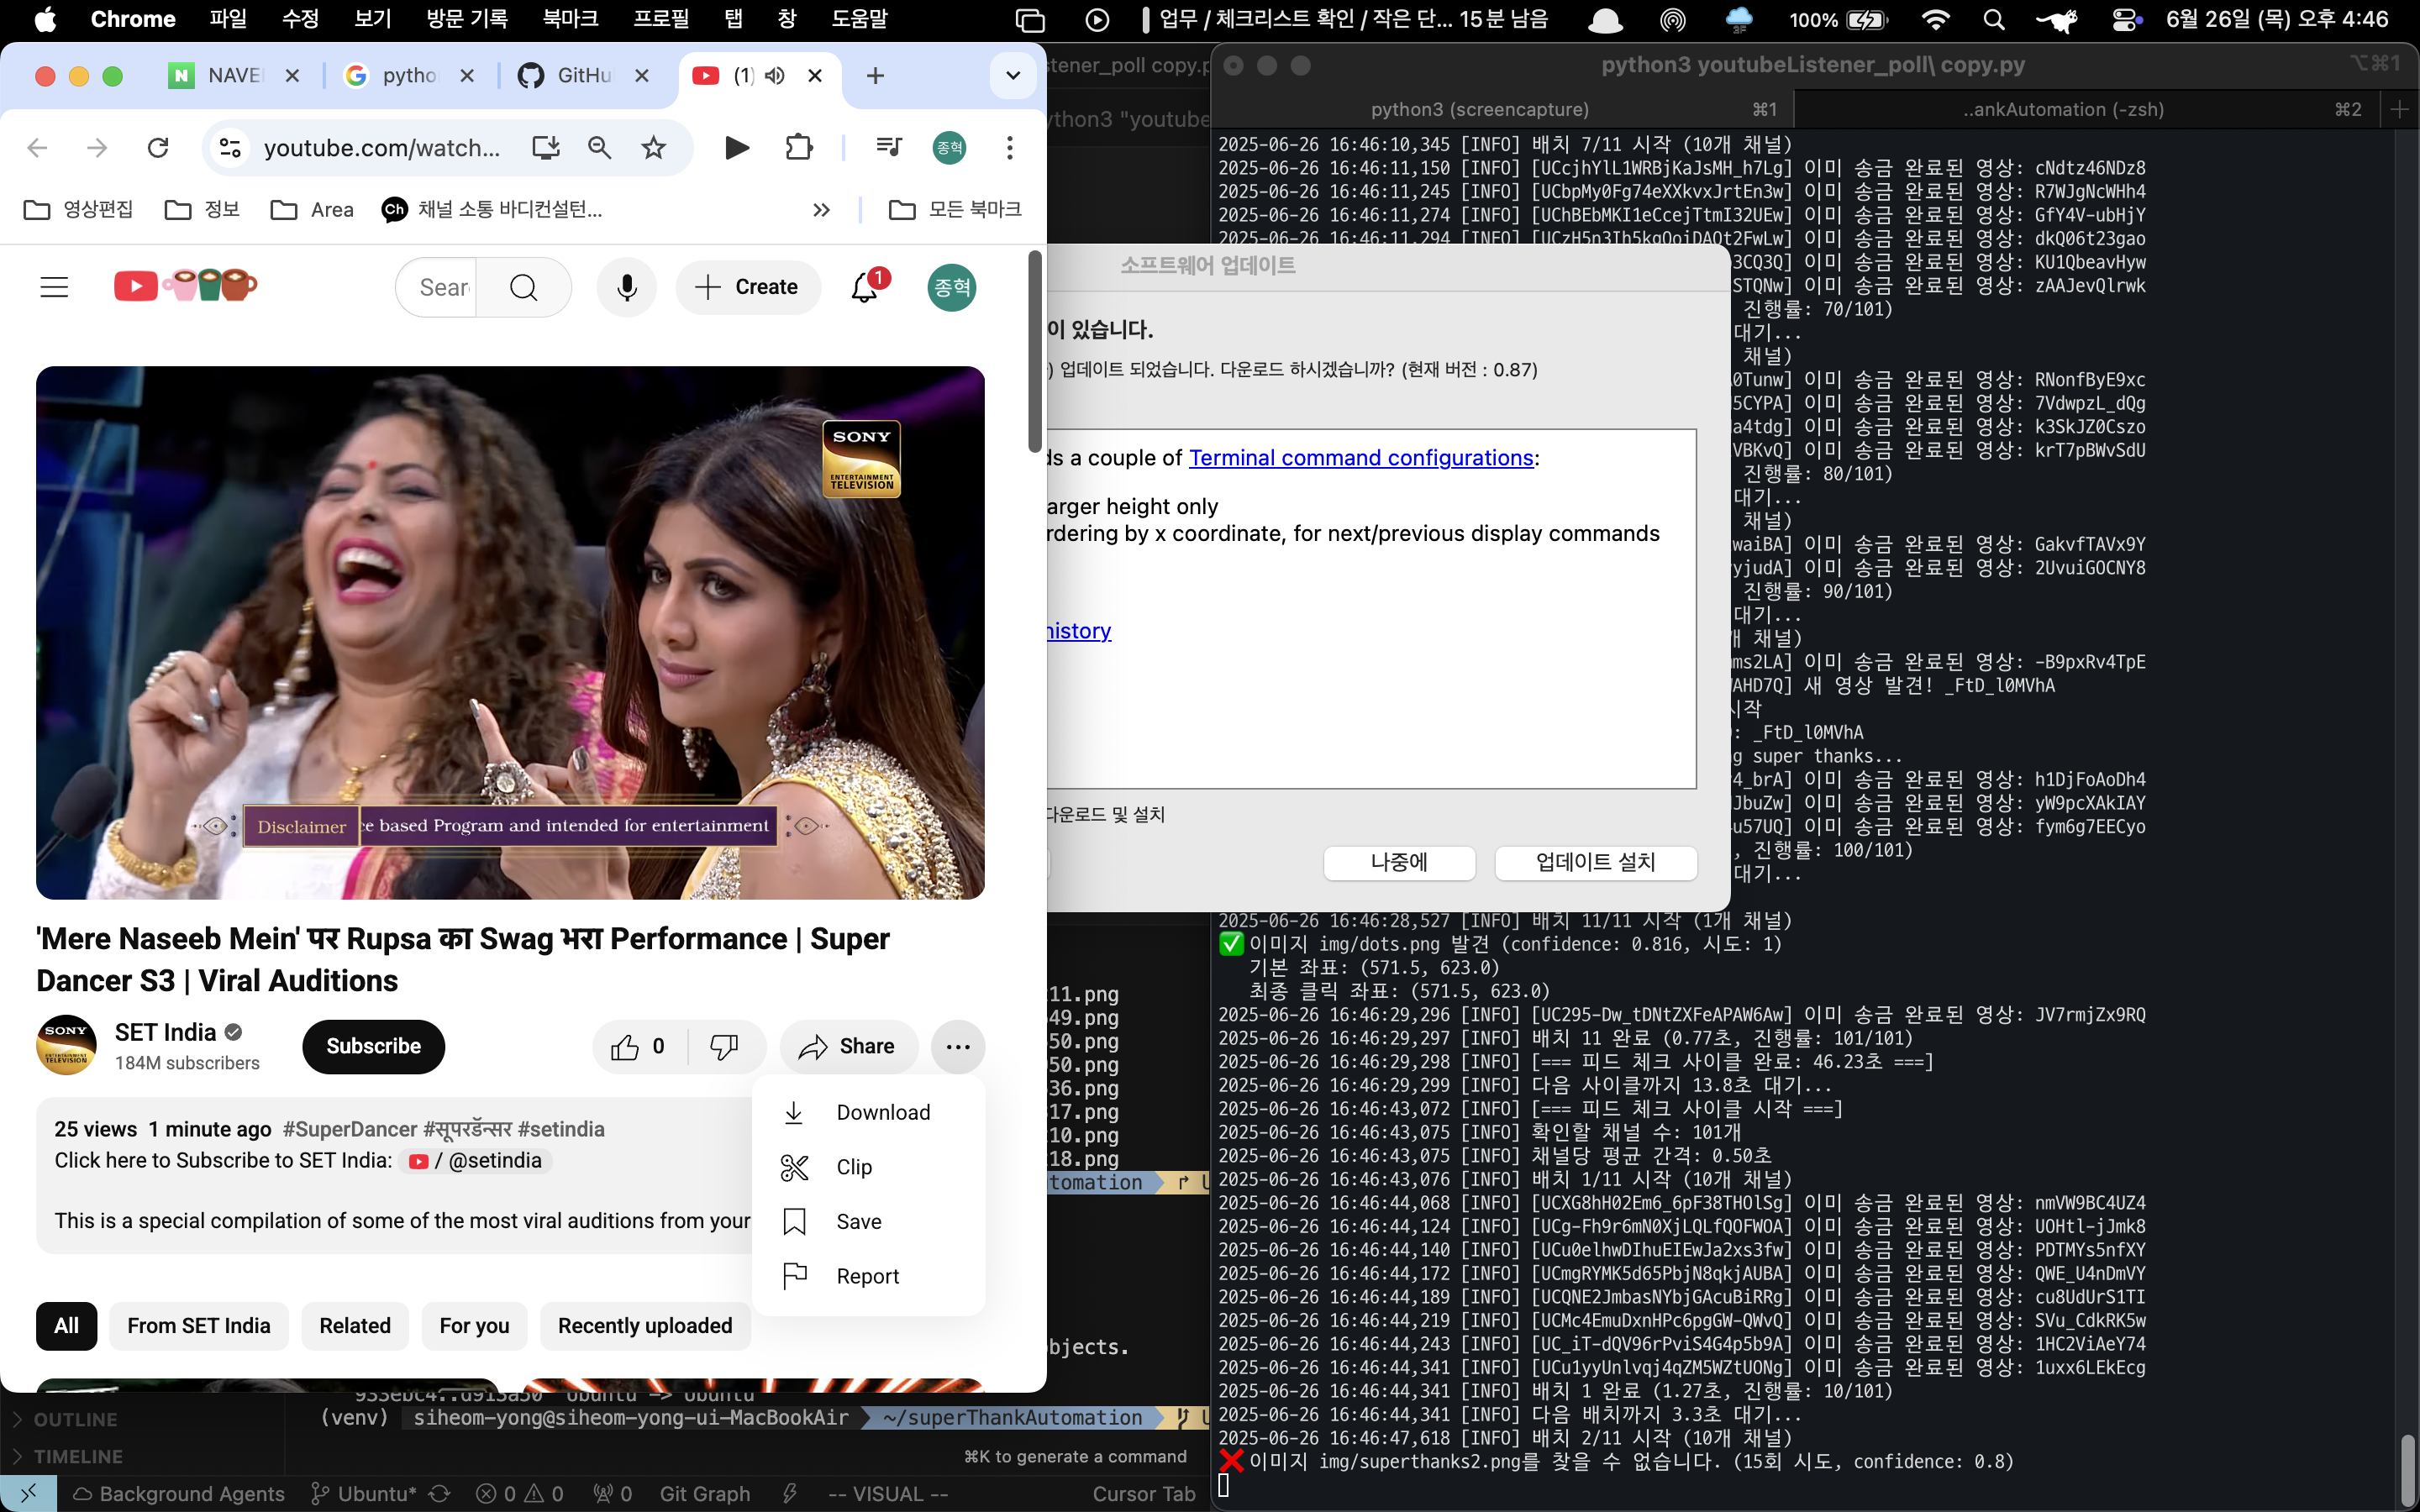 Chrome 파일 수정 보기 방문 기록 북마크 프로필 탭 창 도움말 업무 / 체크리스트 확인 / 작은 단... 15분 남음 100% 6월 26일 (목) 오후 4:46
NAVE pytho GitHu (1)
youtube.com/watch... 종혁
영상편집 정보 Area Ch 채널 소통 바디컨설턴... 모든 북마크
Sear Create 1 종혁
SONY
ENTERTAINMENT
TELEVISION
Disclaimer ce based Program and intended for entertainment
'Mere Naseeb Mein' पर Rupsa का Swag भरा Performance | Super
Dancer S3 | Viral Auditions
SONY
SET India
184M subscribers
Subscribe
0
Share
Download
Clip
Save
Report
25 views 1 minute ago #SuperDancer #सूपरडॅन्सर #setindia
Click here to Subscribe to SET India: / @setindia
This is a special compilation of some of the most viral auditions from your
All From SET India Related For you Recently uploaded
stener_poll copy.p
ython3 "youtube
소프트웨어 업데이트
이 있습니다.
) 업데이트 되었습니다. 다운로드 하시겠습니까? (현재 버전 : 0.87)
ds a couple of Terminal command configurations:
arger height only
rdering by x coordinate, for next/previous display commands
history
다운로드 및 설치
나중에 업데이트 설치
11.png
49.png
50.png
50.png
36.png
17.png
10.png
18.png
tomation
bjects.
933ebc4..d913a50 Ubuntu -> Ubuntu
(venv) siheom-yong@siheom-yong-ui-MacBookAir ~/superThankAutomation
OUTLINE
TIMELINE
⌘K to generate a command
Background Agents Ubuntu* 0 0 0 Git Graph -- VISUAL -- Cursor Tab
python3 youtubeListener_poll\ copy.py ⌥⌘1
python3 (screencapture) ⌘1 ..ankAutomation (-zsh) ⌘2
2025-06-26 16:46:10,345 [INFO] 배치 7/11 시작 (10개 채널)
2025-06-26 16:46:11,150 [INFO] [UCcjhYlL1WRBjKaJsMH_h7Lg] 이미 송금 완료된 영상: cNdtz46NDz8
2025-06-26 16:46:11,245 [INFO] [UCbpMy0Fg74eXXkvxJrtEn3w] 이미 송금 완료된 영상: R7WJgNcWHh4
2025-06-26 16:46:11,274 [INFO] [UChBEbMKI1eCcejTtmI32UEw] 이미 송금 완료된 영상: GfY4V-ubHjY
2025-06-26 16:46:11,294 [INFO] [UCzH5n3Ih5kgQoiDAQt2FwLw] 이미 송금 완료된 영상: dkQ06t23gao
3CQ3Q] 이미 송금 완료된 영상: KU1QbeavHyw
STQNw] 이미 송금 완료된 영상: zAAJevQlrwk
진행률: 70/101)
대기...
채널)
0Tunw] 이미 송금 완료된 영상: RNonfByE9xc
5CYPA] 이미 송금 완료된 영상: 7VdwpzL_dQg
a4tdg] 이미 송금 완료된 영상: k3SkJZ0Cszo
VBKvQ] 이미 송금 완료된 영상: krT7pBWvSdU
진행률: 80/101)
대기...
채널)
waiBA] 이미 송금 완료된 영상: GakvfTAVx9Y
yjudA] 이미 송금 완료된 영상: 2UvuiGOCNY8
진행률: 90/101)
대기...
개 채널)
ms2LA] 이미 송금 완료된 영상: -B9pxRv4TpE
AHD7Q] 새 영상 발견! _FtD_l0MVhA
시작
: _FtD_l0MVhA
g super thanks...
4_brA] 이미 송금 완료된 영상: h1DjFoAoDh4
JbuZw] 이미 송금 완료된 영상: yW9pcXAkIAY
u57UQ] 이미 송금 완료된 영상: fym6g7EECyo
, 진행률: 100/101)
대기...
2025-06-26 16:46:28,527 [INFO] 배치 11/11 시작 (1개 채널)
✅ 이미지 img/dots.png 발견 (confidence: 0.816, 시도: 1)
기본 좌표: (571.5, 623.0)
최종 클릭 좌표: (571.5, 623.0)
2025-06-26 16:46:29,296 [INFO] [UC295-Dw_tDNtZXFeAPAW6Aw] 이미 송금 완료된 영상: JV7rmjZx9RQ
2025-06-26 16:46:29,297 [INFO] 배치 11 완료 (0.77초, 진행률: 101/101)
2025-06-26 16:46:29,298 [INFO] [=== 피드 체크 사이클 완료: 46.23초 ===]
2025-06-26 16:46:29,299 [INFO] 다음 사이클까지 13.8초 대기...
2025-06-26 16:46:43,072 [INFO] [=== 피드 체크 사이클 시작 ===]
2025-06-26 16:46:43,075 [INFO] 확인할 채널 수: 101개
2025-06-26 16:46:43,075 [INFO] 채널당 평균 간격: 0.50초
2025-06-26 16:46:43,076 [INFO] 배치 1/11 시작 (10개 채널)
2025-06-26 16:46:44,068 [INFO] [UCXG8hH02Em6_6pF38THOlSg] 이미 송금 완료된 영상: nmVW9BC4UZ4
2025-06-26 16:46:44,124 [INFO] [UCg-Fh9r6mN0XjLQLfQOFWOA] 이미 송금 완료된 영상: UOHtl-jJmk8
2025-06-26 16:46:44,140 [INFO] [UCu0elhwDIhuEIEwJa2xs3fw] 이미 송금 완료된 영상: PDTMYs5nfXY
2025-06-26 16:46:44,172 [INFO] [UCmgRYMK5d65PbjN8qkjAUBA] 이미 송금 완료된 영상: QWE_U4nDmVY
2025-06-26 16:46:44,189 [INFO] [UCQNE2JmbasNYbjGAcuBiRRg] 이미 송금 완료된 영상: cu8UdUrS1TI
2025-06-26 16:46:44,219 [INFO] [UCMc4EmuDxnHPc6pgGW-QWvQ] 이미 송금 완료된 영상: SVu_CdkRK5w
2025-06-26 16:46:44,243 [INFO] [UC_iT-dQV96rPviS4G4p5b9A] 이미 송금 완료된 영상: 1HC2ViAeY74
2025-06-26 16:46:44,341 [INFO] [UCu1yyUnlvqj4qZM5WZtUONg] 이미 송금 완료된 영상: 1uxx6LEkEcg
2025-06-26 16:46:44,341 [INFO] 배치 1 완료 (1.27초, 진행률: 10/101)
2025-06-26 16:46:44,341 [INFO] 다음 배치까지 3.3초 대기...
2025-06-26 16:46:47,618 [INFO] 배치 2/11 시작 (10개 채널)
❌ 이미지 img/superthanks2.png를 찾을 수 없습니다. (15회 시도, confidence: 0.8)